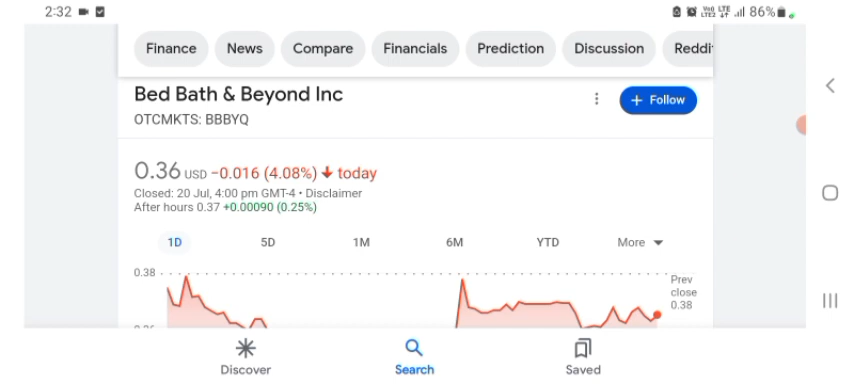 2:32 VoO LTE LTE2 86%
Finance News Compare Financials Prediction Discussion Reddi
Bed Bath & Beyond Inc
+ Follow
OTCMKTS: BBBYQ
0.36 USD −0.016 (4.08%) ↓ today
Closed: 20 Jul, 4:00 pm GMT-4 • Disclaimer
After hours 0.37 +0.00090 (0.25%)
1D 5D 1M 6M YTD More
0.38
Prev
close
0.38
Discover Search Saved